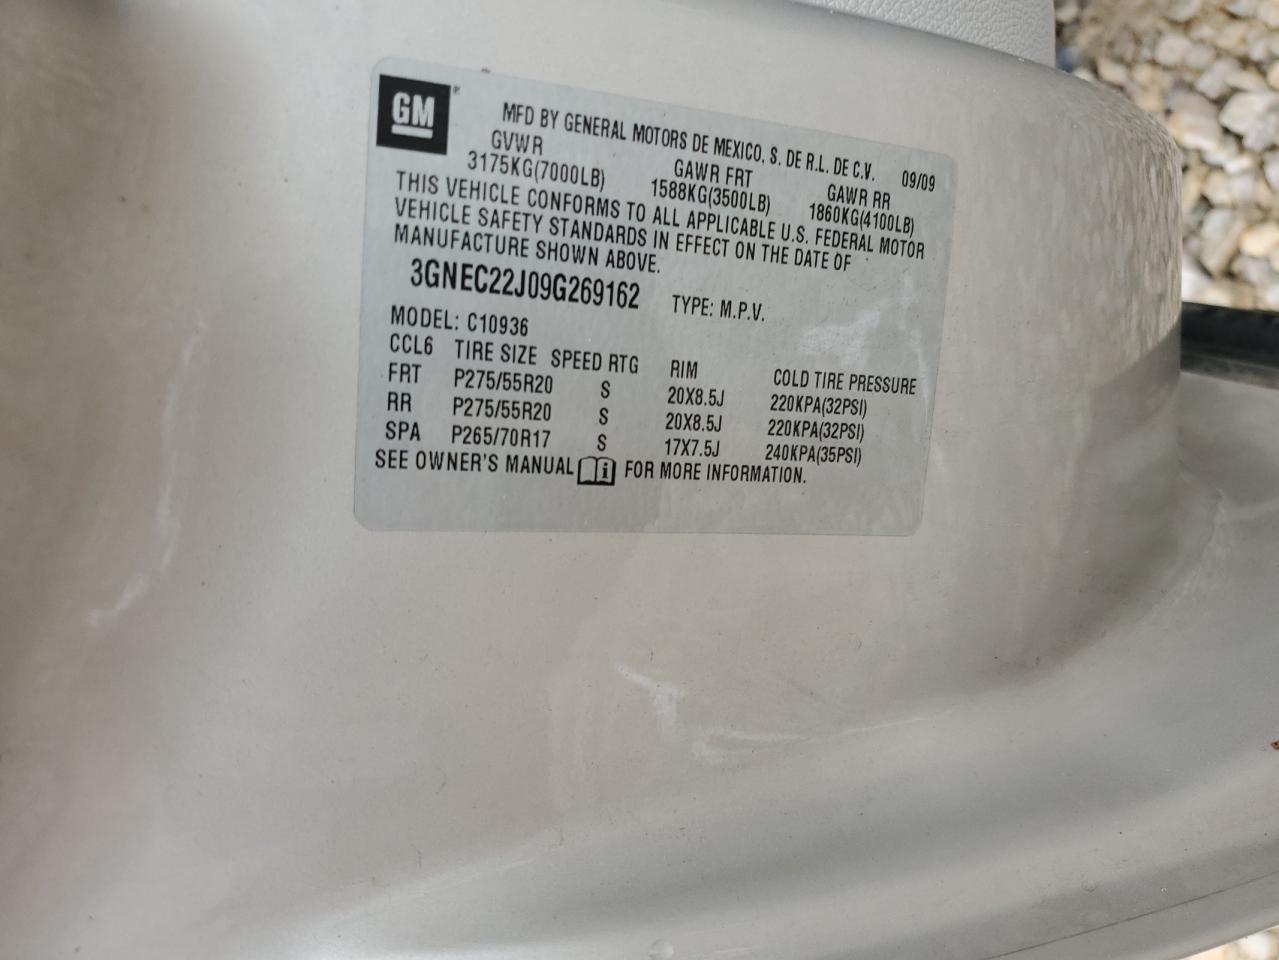 GM
MFD BY GENERAL MOTORS DE MEXICO, S. DE R.L. DE C.V. 09/09
GVWR GAWR FRT GAWR RR
3175KG(7000LB) 1588KG(3500LB) 1860KG(4100LB)
THIS VEHICLE CONFORMS TO ALL APPLICABLE U.S. FEDERAL MOTOR
VEHICLE SAFETY STANDARDS IN EFFECT ON THE DATE OF
MANUFACTURE SHOWN ABOVE.
3GNEC22J09G269162 TYPE: M.P.V.
MODEL: C10936
CCL6 TIRE SIZE SPEED RTG RIM COLD TIRE PRESSURE
FRT P275/55R20 S 20X8.5J 220KPA(32PSI)
RR P275/55R20 S 20X8.5J 220KPA(32PSI)
SPA P265/70R17 S 17X7.5J 240KPA(35PSI)
SEE OWNER'S MANUAL i FOR MORE INFORMATION.